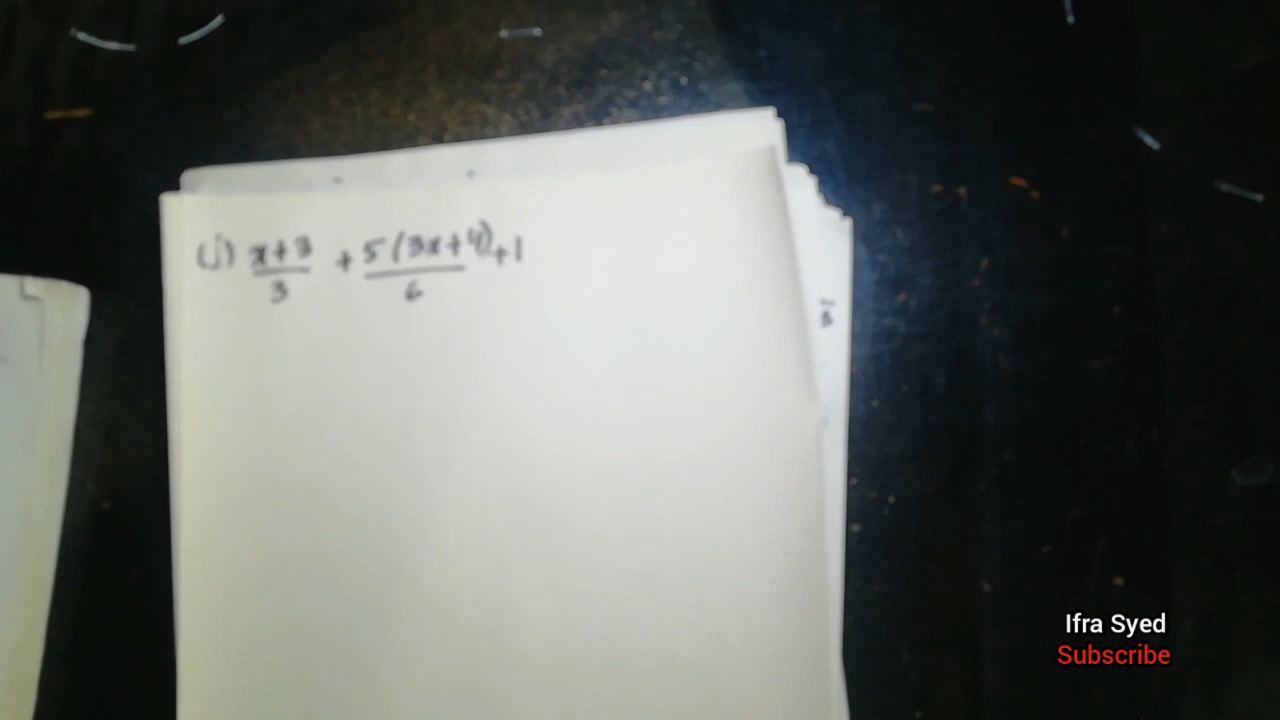 (j) x+3/3 + 5(3x+4)/6 +1
Ifra Syed
Subscribe